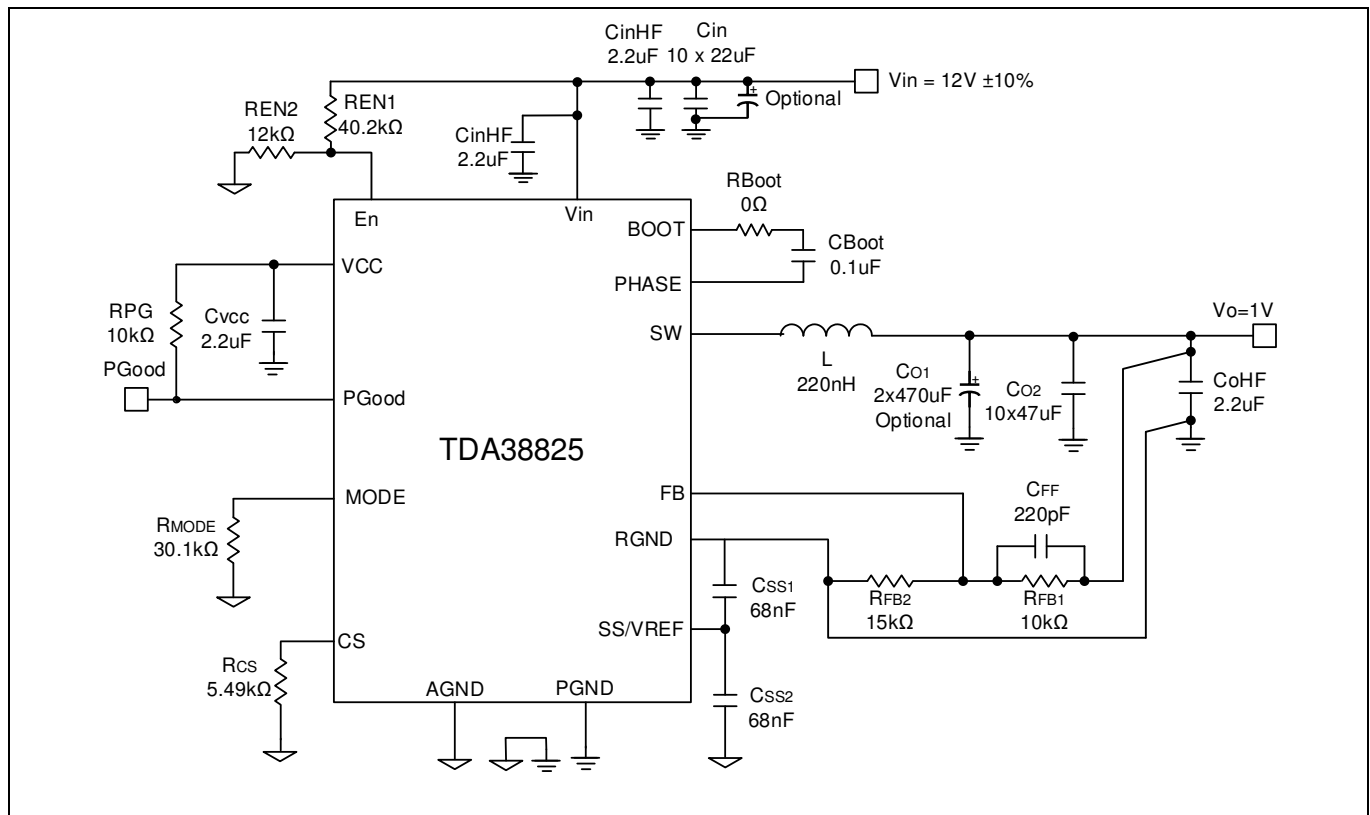 CinHF
2.2uF
Cin
10 x 22uF
Vin = 12V ±10%
Optional
REN1
40.2kΩ
REN2
12kΩ
CinHF
2.2uF
En
Vin
RBoot
0Ω
BOOT
CBoot
0.1uF
PHASE
VCC
RPG
10kΩ
Cvcc
2.2uF
PGood
PGood
SW
L
220nH
Vo=1V
CO1
2x470uF
Optional
CO2
10x47uF
CoHF
2.2uF
TDA38825
MODE
RMODE
30.1kΩ
FB
RGND
CFF
220pF
RFB2
15kΩ
RFB1
10kΩ
CSS1
68nF
SS/VREF
CSS2
68nF
CS
RCS
5.49kΩ
AGND
PGND